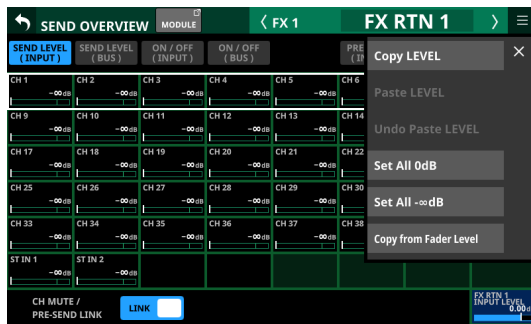 SEND OVERVIEW MODULE FX 1 FX RTN 1
SEND LEVEL SEND LEVEL ON / OFF ON / OFF PRE
( INPUT ) ( BUS ) ( INPUT ) ( BUS )
Copy LEVEL
Paste LEVEL
Undo Paste LEVEL
Set All 0dB
Set All -∞dB
Copy from Fader Level
CH 1 CH 2 CH 3 CH 4 CH 5 CH 6
-∞dB -∞dB -∞dB -∞dB -∞dB
CH 9 CH 10 CH 11 CH 12 CH 13 CH 14
-∞dB -∞dB -∞dB -∞dB -∞dB
CH 17 CH 18 CH 19 CH 20 CH 21 CH 22
-∞dB -∞dB -∞dB -∞dB -∞dB
CH 25 CH 26 CH 27 CH 28 CH 29 CH 30
-∞dB -∞dB -∞dB -∞dB -∞dB
CH 33 CH 34 CH 35 CH 36 CH 37 CH 38
-∞dB -∞dB -∞dB -∞dB -∞dB
ST IN 1 ST IN 2
-∞dB -∞dB
CH MUTE /
PRE-SEND LINK
LINK
FX RTN 1
INPUT LEVEL
0.00